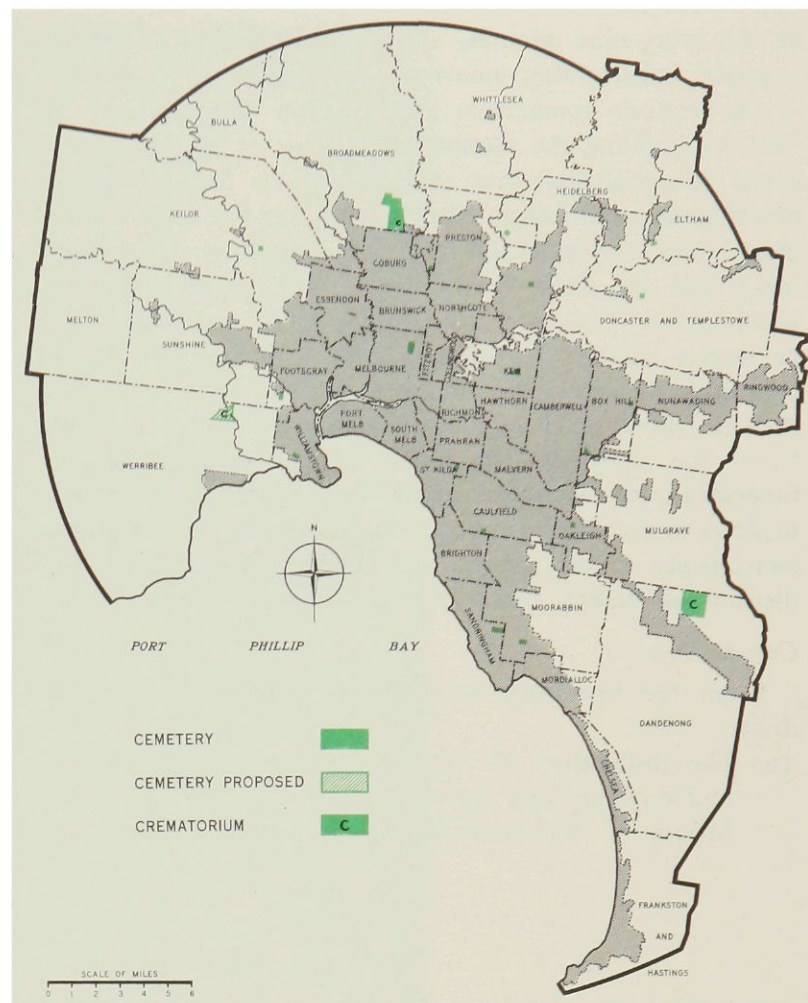 WHITTLESEA
BULLA
BROADMEADOWS
HEIDELBERG
KEILOR
ELTHAM
C
PRESTON
COBURG
ESSENDON
BRUNSWICK
NORTHCOTE
MELTON
SUNSHINE
DONCASTER AND TEMPLESTOWE
FOOTSCRAY
MELBOURNE
FITZROY
KEW
RINGWOOD
C
HAWTHORN
CAMBERWELL
BOX HILL
NUNAWADING
PORT
MELB
RICHMOND
SOUTH
MELB
PRAHRAN
WILLIAMSTOWN
WERRIBEE
ST KILDA
MALVERN
CAULFIELD
OAKLEIGH
MULGRAVE
N
BRIGHTON
C
MOORABBIN
SANDRINGHAM
PORT PHILLIP BAY
MORDIALLOC
DANDENONG
CHELSEA
CEMETERY
CEMETERY PROPOSED
CREMATORIUM C
FRANKSTON
AND
HASTINGS
SCALE OF MILES
0 1 2 3 4 5 6